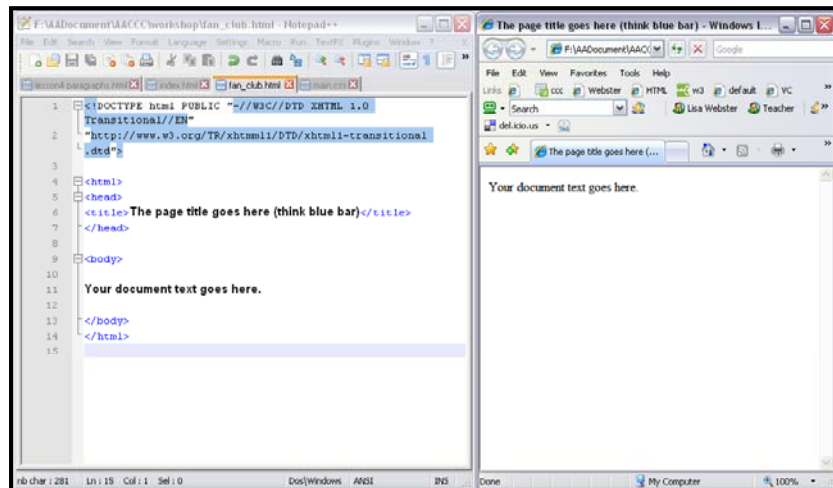 F:\AADocument\AACCC\workshop\fan_club.html - Notepad++
File Edit Search View Format Language Settings Macro Run TextFX Plugins Window ? X
lesson4 paragraphs.html index.html fan_club.html main.css
1 <!DOCTYPE html PUBLIC "-//W3C//DTD XHTML 1.0
Transitional//EN"
2 "http://www.w3.org/TR/xhtmml1/DTD/xhtml1-transitional
.dtd">
3
4 <html>
5 <head>
6 <title>The page title goes here (think blue bar)</title>
7 </head>
8
9 <body>
10
11 Your document text goes here.
12
13 </body>
14 </html>
15
nb char : 281 Ln : 15 Col : 1 Sel : 0 Dos\Windows ANSI INS
The page title goes here (think blue bar) - Windows I...
F:\AADocument\AACC Google
File Edit View Favorites Tools Help
Links ccc Webster HTML w3 default VC »
Search Lisa Webster Teacher »
del.icio.us
The page title goes here (... »
Your document text goes here.
Done My Computer 100%